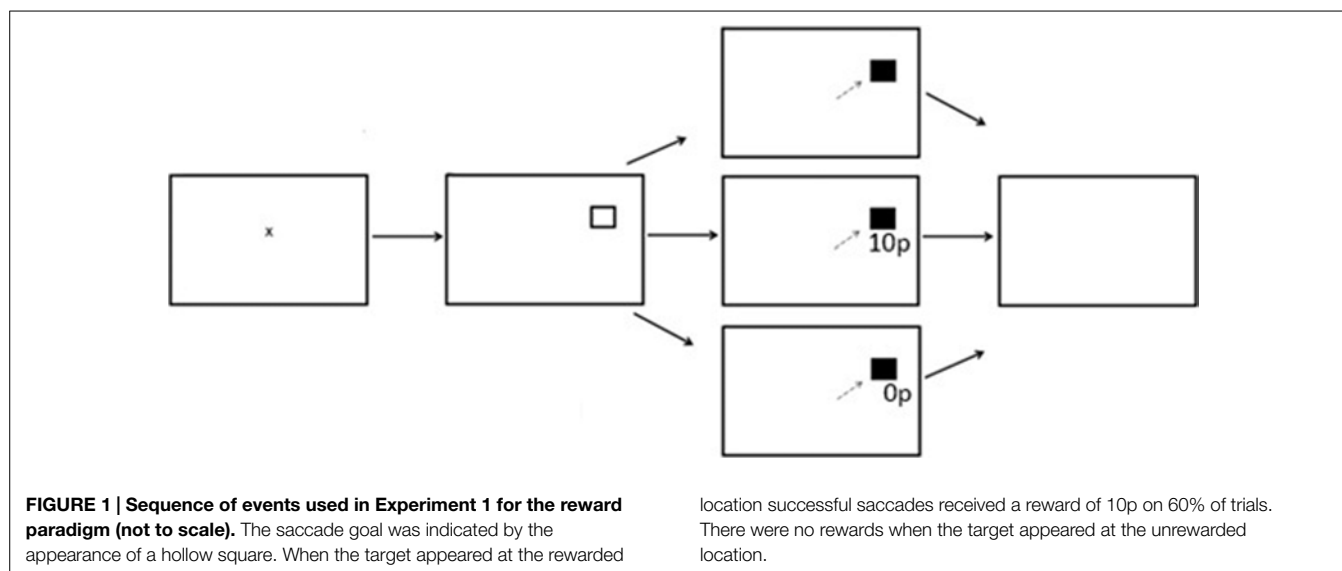 x
10p
0p
FIGURE 1 | Sequence of events used in Experiment 1 for the reward
paradigm (not to scale). The saccade goal was indicated by the
appearance of a hollow square. When the target appeared at the rewarded
location successful saccades received a reward of 10p on 60% of trials.
There were no rewards when the target appeared at the unrewarded
location.